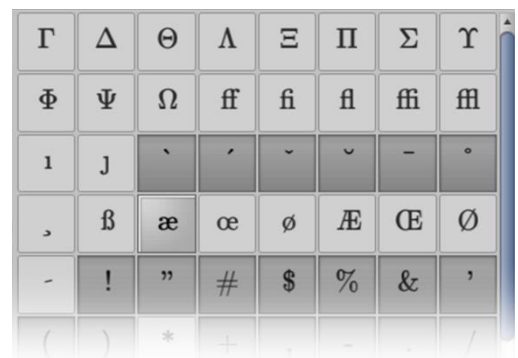 Γ Δ Θ Λ Ξ Π Σ ϒ
Φ Ψ Ω ff fi fl ffi ffl
ı ȷ ` ´ ˇ ˘ ¯ ˚
¸ ß æ œ ø Æ Œ Ø
- ! ” # $ % & ’
( ) * + , - . /